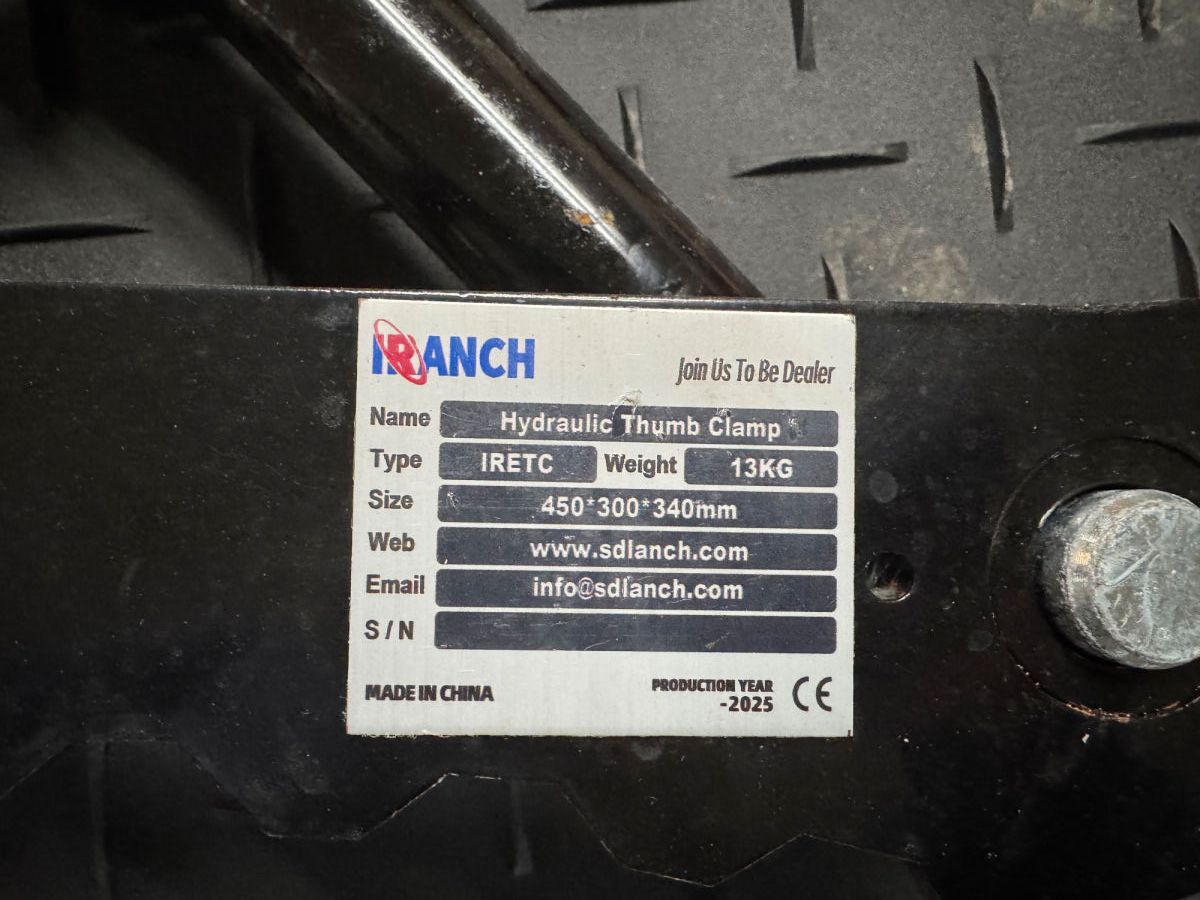 IRANCH
Join Us To Be Dealer
Name Hydraulic Thumb Clamp
Type IRETC Weight 13KG
Size 450*300*340mm
Web www.sdlanch.com
Email info@sdlanch.com
S/N
MADE IN CHINA
PRODUCTION YEAR
-2025
CE